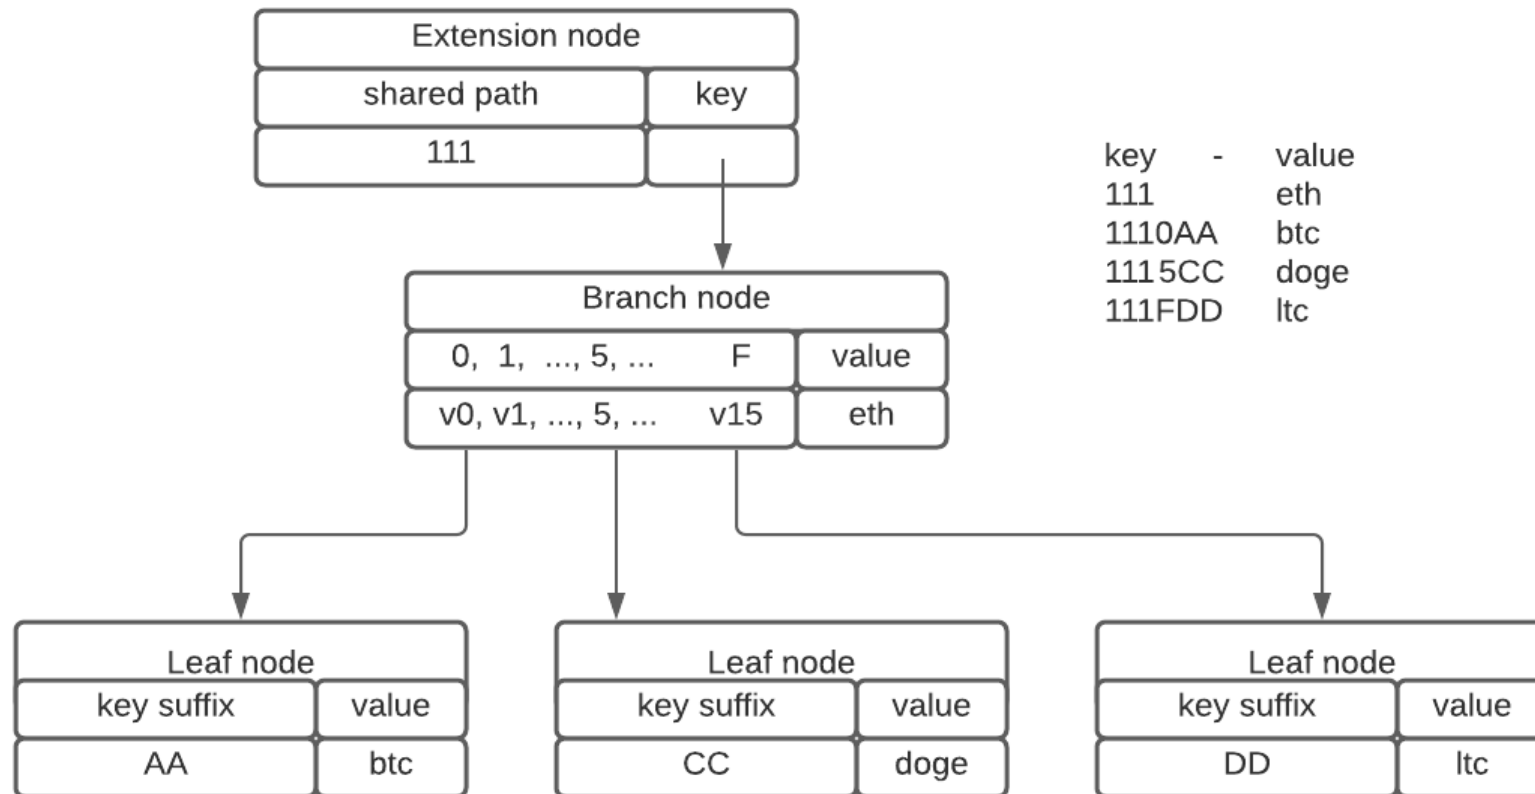 Extension node
shared path key
111
key - value
111 eth
1110AA btc
1115CC doge
111FDD ltc
Branch node
0, 1, ..., 5, ... F value
v0, v1, ..., 5, ... v15 eth
Leaf node
key suffix value
AA btc
Leaf node
key suffix value
CC doge
Leaf node
key suffix value
DD ltc